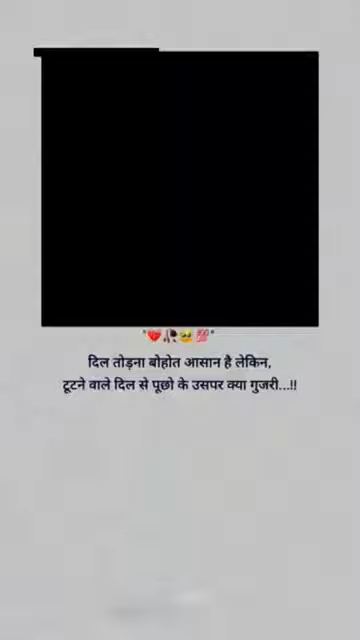 "💔🥀🥺💯"
दिल तोड़ना बोहोत आसान है लेकिन,
टूटने वाले दिल से पूछो के उसपर क्या गुजरी...!!